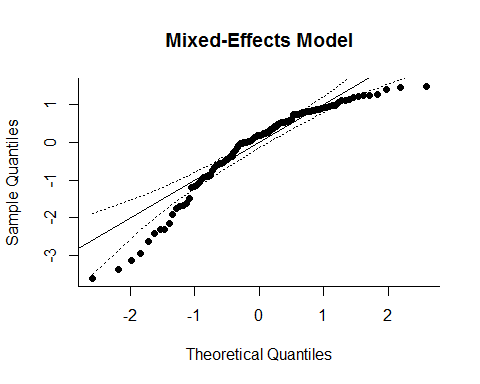 Mixed-Effects Model
Sample Quantiles
1
0
-1
-2
-3
-2 -1 0 1 2
Theoretical Quantiles